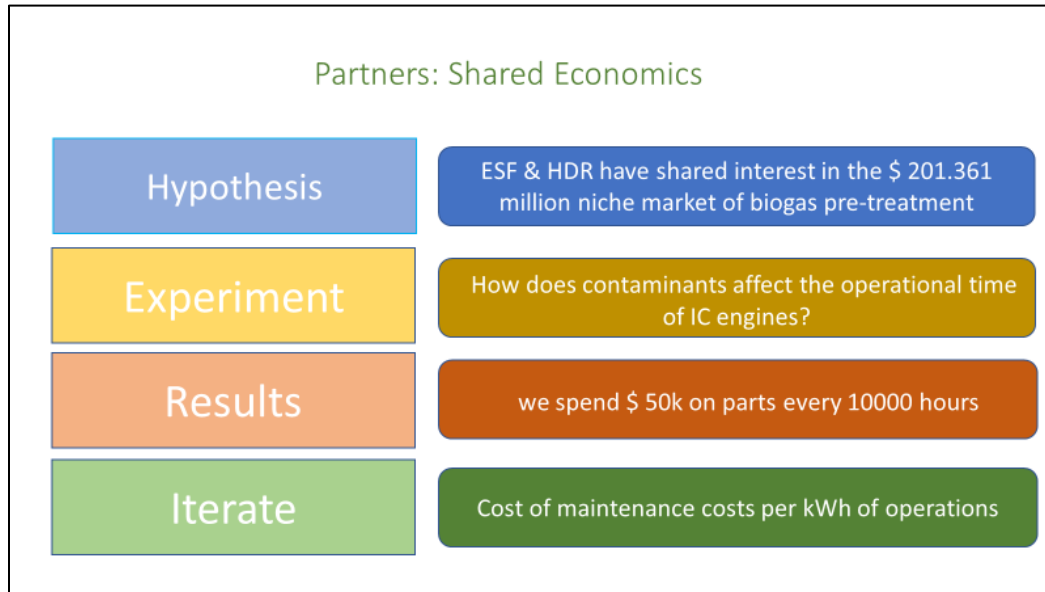 Partners: Shared Economics
Hypothesis
ESF & HDR have shared interest in the $ 201.361
million niche market of biogas pre-treatment
Experiment
How does contaminants affect the operational time
of IC engines?
Results
we spend $ 50k on parts every 10000 hours
Iterate
Cost of maintenance costs per kWh of operations